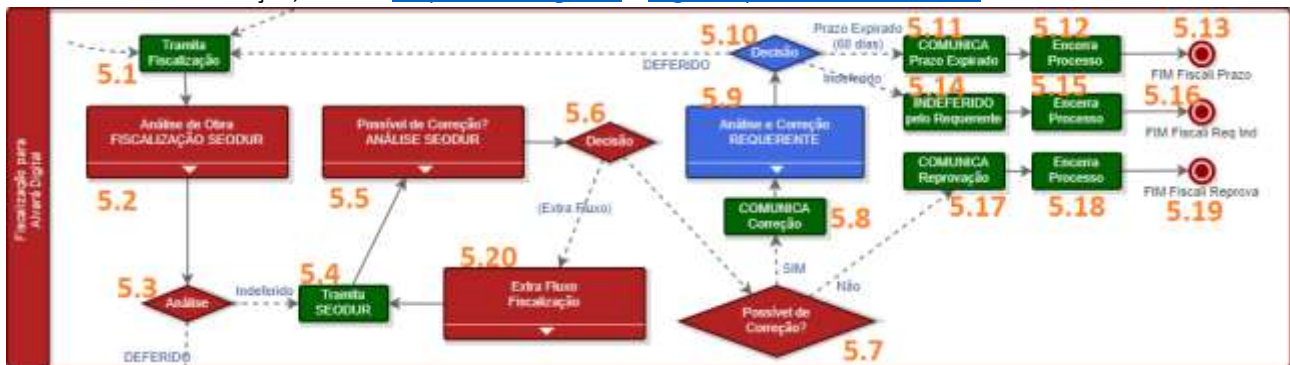 Fiscalização para
Alvará Digital
5.1
Tramita
Fiscalização
5.2
Análise de Obra
FISCALIZAÇÃO SEODUR
5.3
Análise
Indeferido
DEFERIDO
5.4
Tramita
SEODUR
5.5
Possível de Correção?
ANÁLISE SEODUR
5.6
Decisão
(Extra Fluxo)
5.20
Extra Fluxo
Fiscalização
5.7
Possível de
Correção?
SIM
Não
5.8
COMUNICA
Correção
5.9
Análise e Correção
REQUERENTE
5.10
Decisão
DEFERIDO
Prazo Expirado
(60 dias)
Indeferido
5.11
COMUNICA
Prazo Expirado
5.12
Encerra
Processo
5.13
FIM Fiscali Prazo
5.14
INDEFERIDO
pelo Requerente
5.15
Encerra
Processo
5.16
FIM Fiscali Req Ind
COMUNICA
Reprovação
5.17
Encerra
Processo
5.18
FIM Fiscali Reprova
5.19